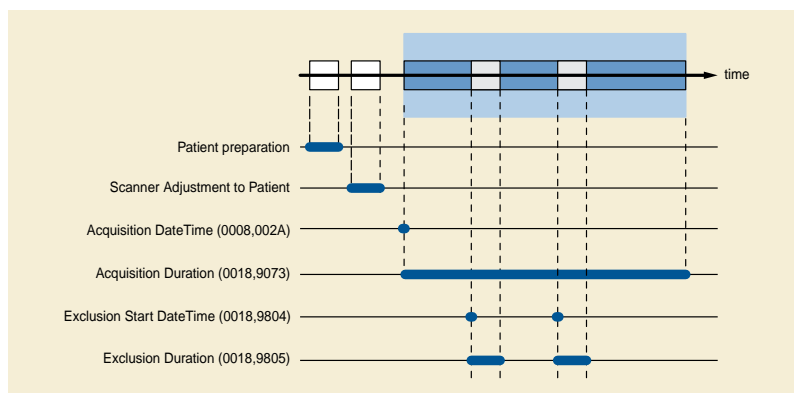 time
Patient preparation
Scanner Adjustment to Patient
Acquisition DateTime (0008,002A)
Acquisition Duration (0018,9073)
Exclusion Start DateTime (0018,9804)
Exclusion Duration (0018,9805)